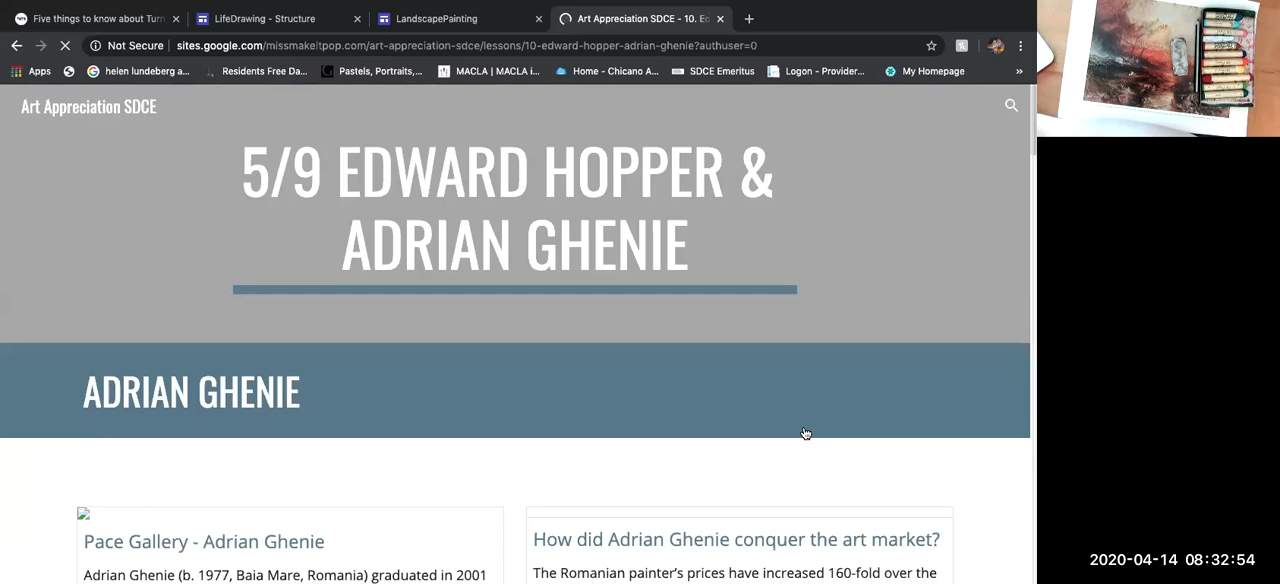 Five things to know about Turn
LifeDrawing - Structure
LandscapePainting
Art Appreciation SDCE - 10. Ed
Not Secure
sites.google.com/missmakeitpop.com/art-appreciation-sdce/lessons/10-edward-hopper-adrian-ghenie?authuser=0
Apps
helen lundeberg a...
Residents Free Da...
Pastels, Portraits,...
MACLA | MACLA i...
Home - Chicano A...
SDCE Emeritus
Logon - Provider...
My Homepage
»
Art Appreciation SDCE
5/9 EDWARD HOPPER &
ADRIAN GHENIE
ADRIAN GHENIE
Pace Gallery - Adrian Ghenie
Adrian Ghenie (b. 1977, Baia Mare, Romania) graduated in 2001
How did Adrian Ghenie conquer the art market?
The Romanian painter's prices have increased 160-fold over the
2020-04-14 08:32:54